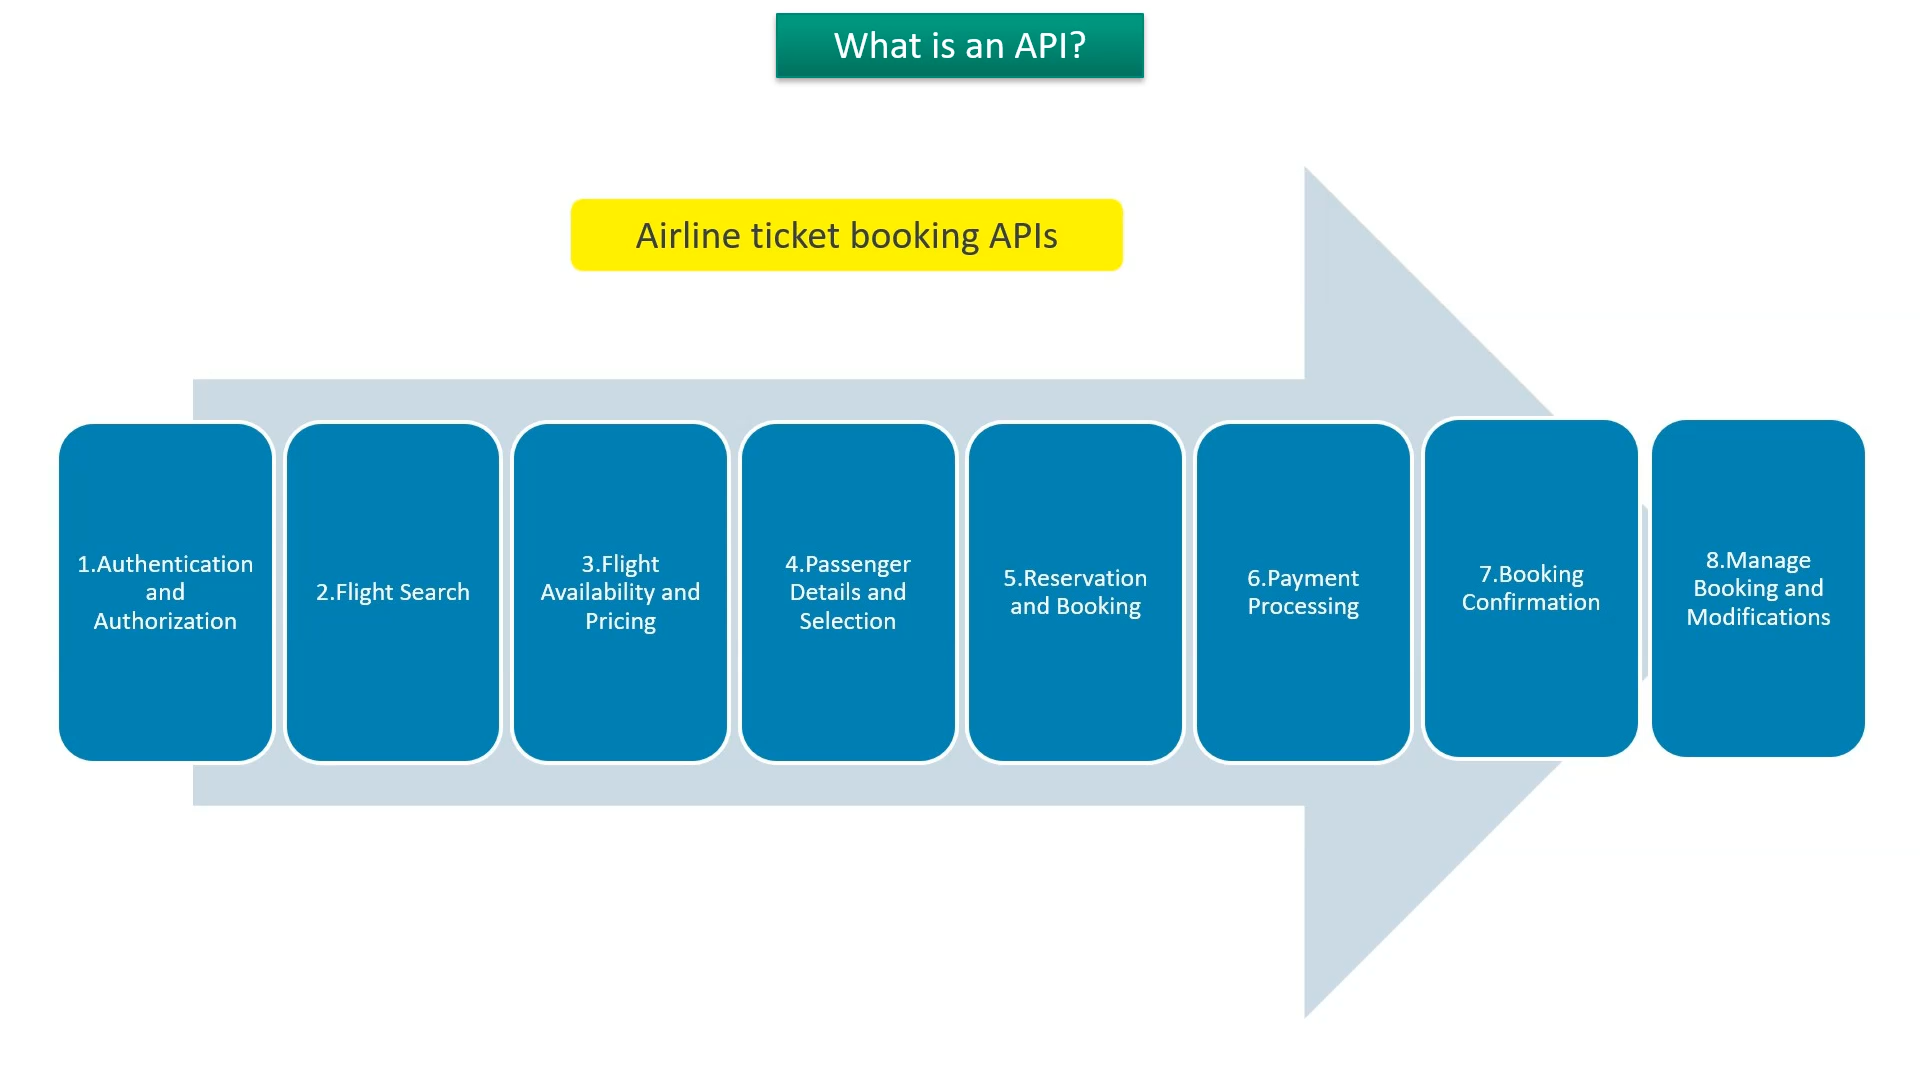 What is an API?
Airline ticket booking APIs
1.Authentication
and
Authorization
2.Flight Search
3.Flight
Availability and
Pricing
4.Passenger
Details and
Selection
5.Reservation
and Booking
6.Payment
Processing
7.Booking
Confirmation
8.Manage
Booking and
Modifications